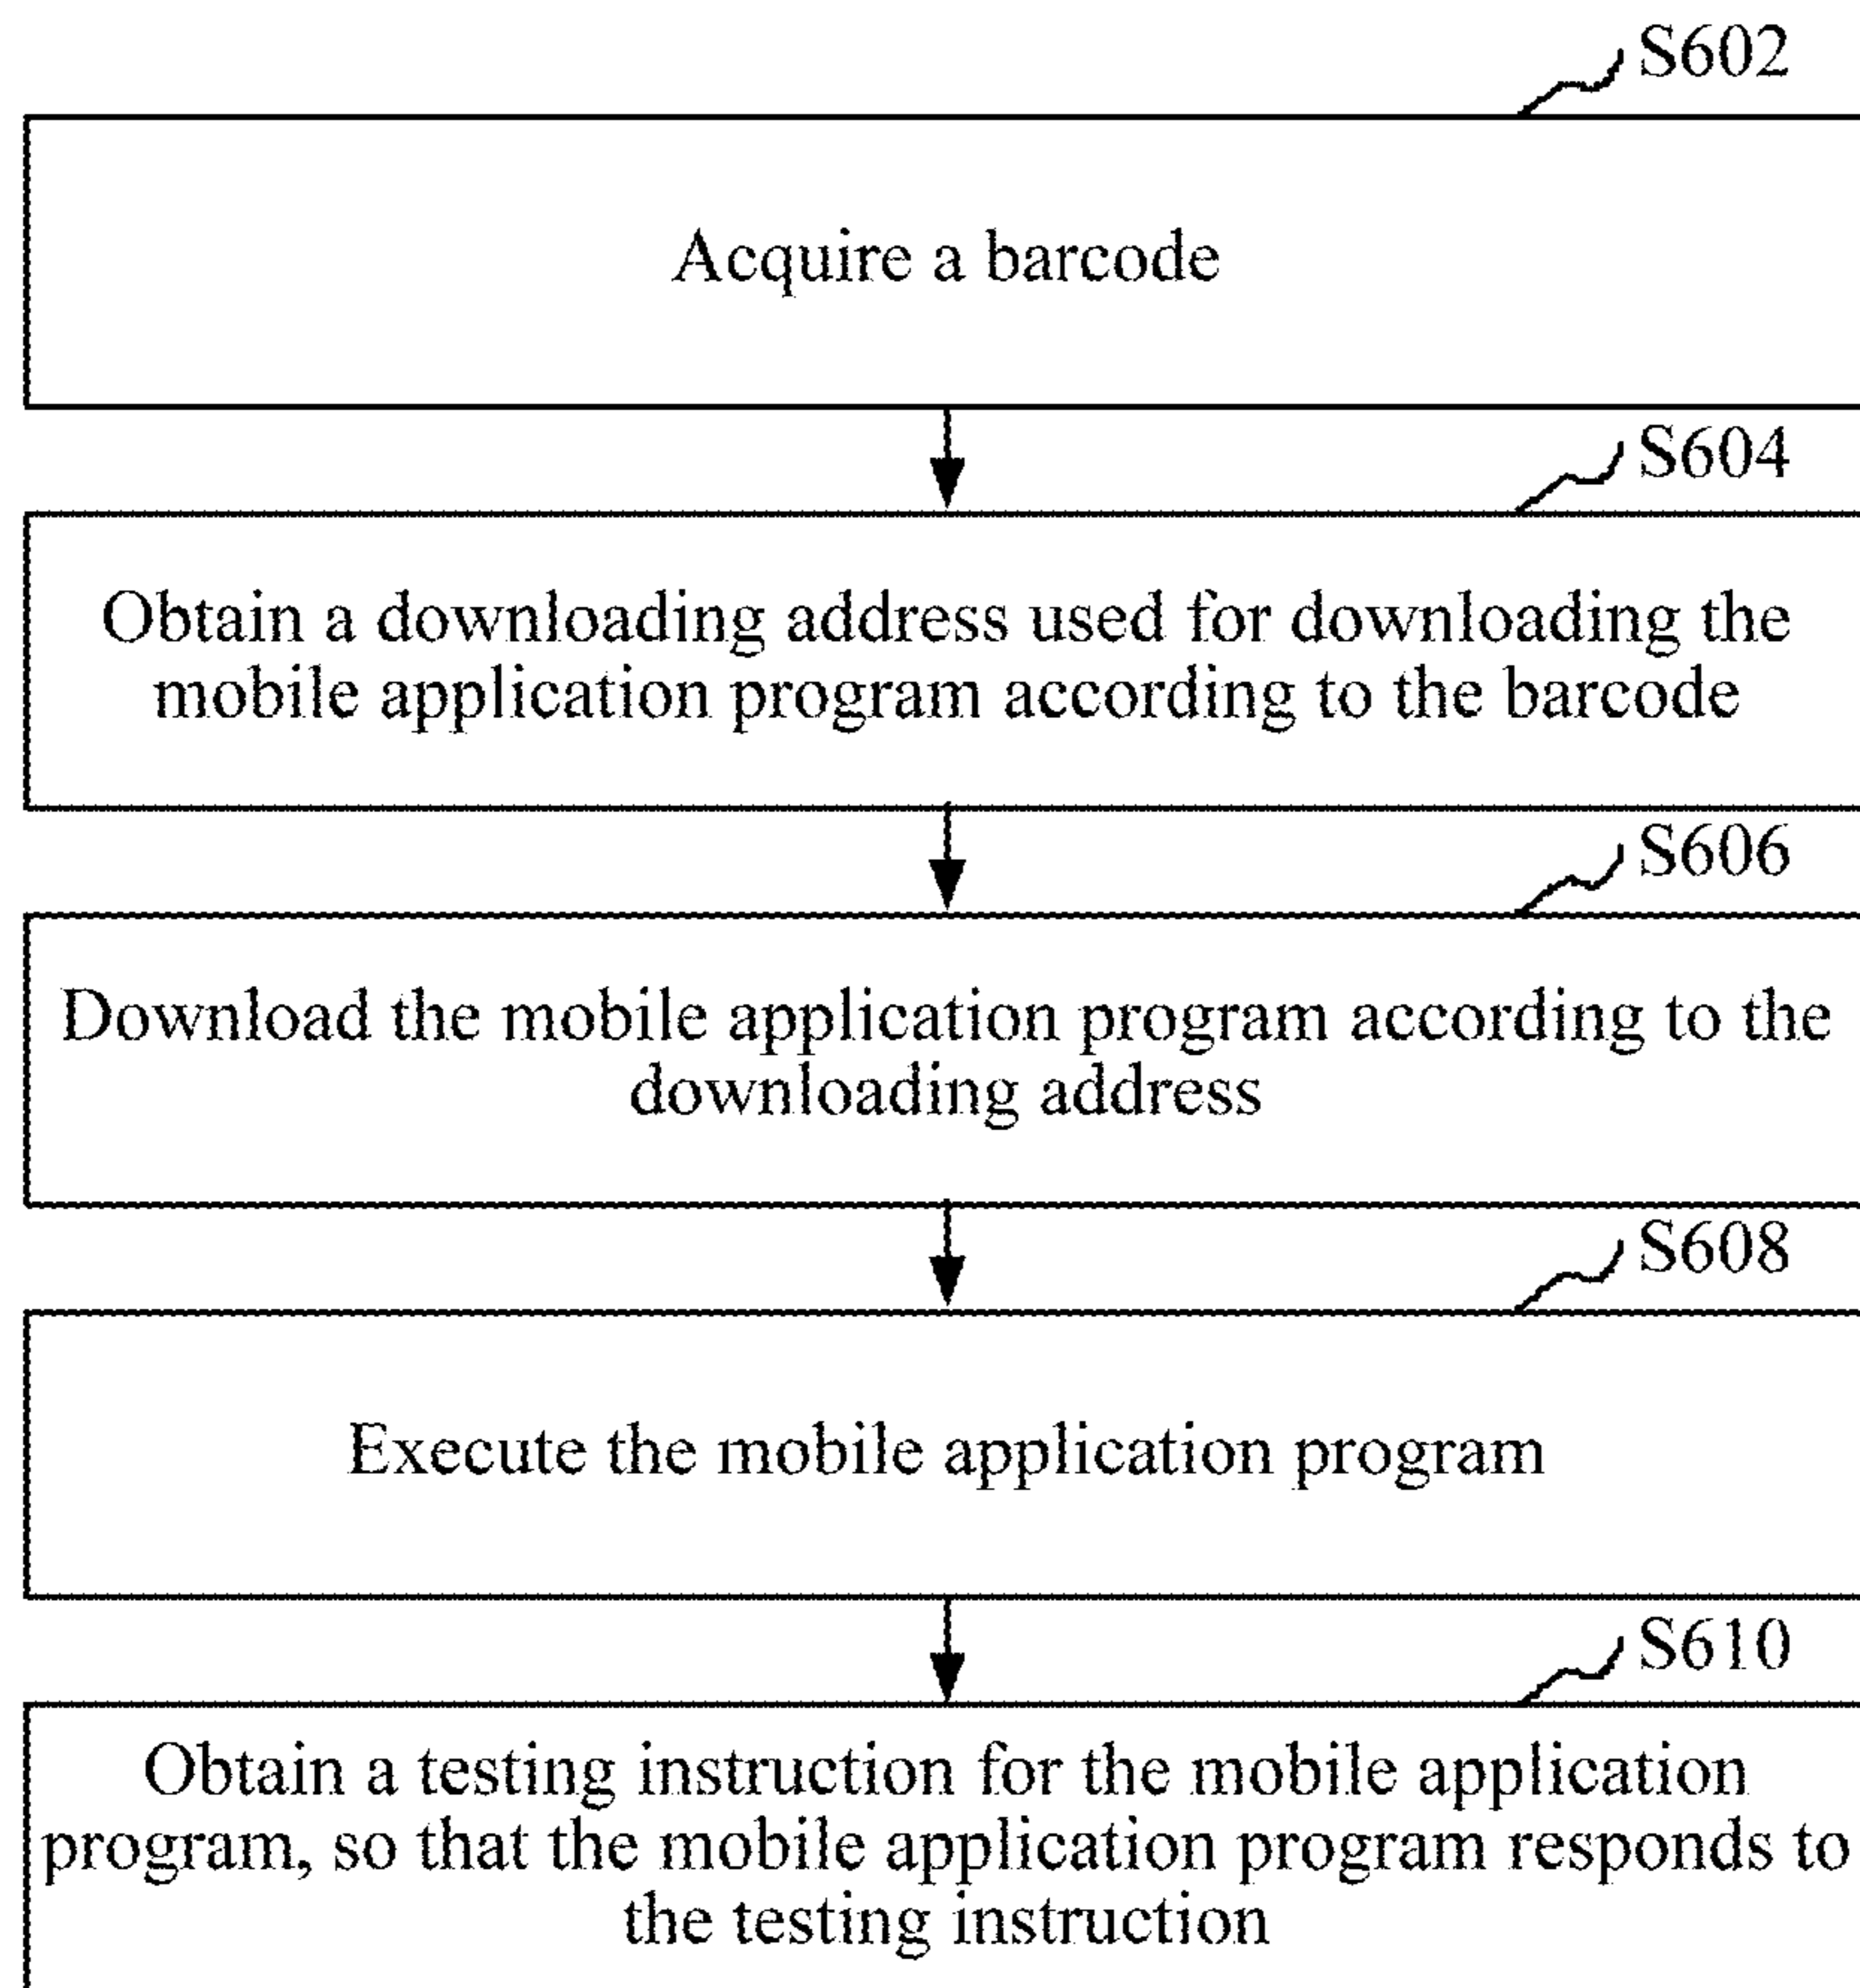 S602
Acquire a barcode
S604
Obtain a downloading address used for downloading the
mobile application program according to the barcode
S606
Download the mobile application program according to the
downloading address
S608
Execute the mobile application program
S610
Obtain a testing instruction for the mobile application
program, so that the mobile application program responds to
the testing instruction